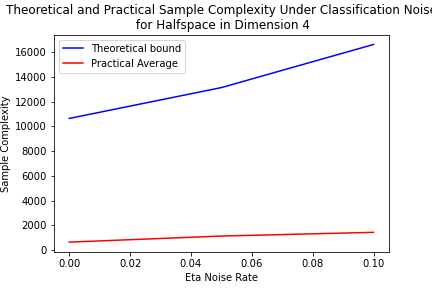 Theoretical and Practical Sample Complexity Under Classification Noise
for Halfspace in Dimension 4
Theoretical bound
Practical Average
Sample Complexity
16000
14000
12000
10000
8000
6000
4000
2000
0
0.00 0.02 0.04 0.06 0.08 0.10
Eta Noise Rate